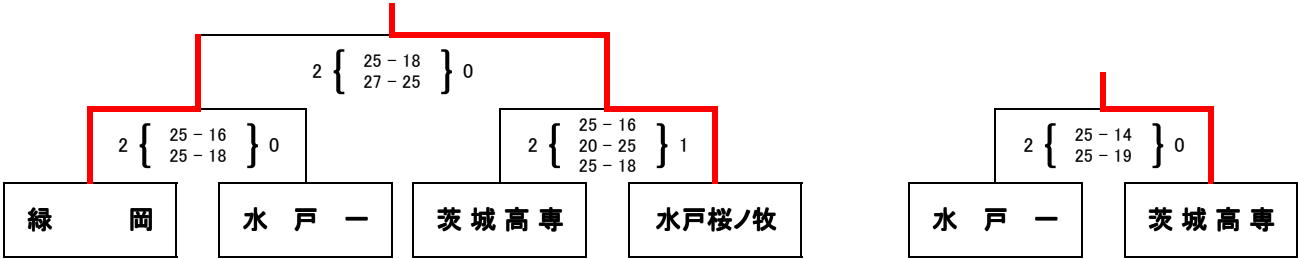 2 { 25 - 18 } 0
27 - 25
2 { 25 - 16 } 0
25 - 18
2 { 25 - 16 } 1
20 - 25
25 - 18
緑 岡
水 戸 一
茨 城 高 専
水戸桜ノ牧
2 { 25 - 14 } 0
25 - 19
水 戸 一
茨 城 高 専